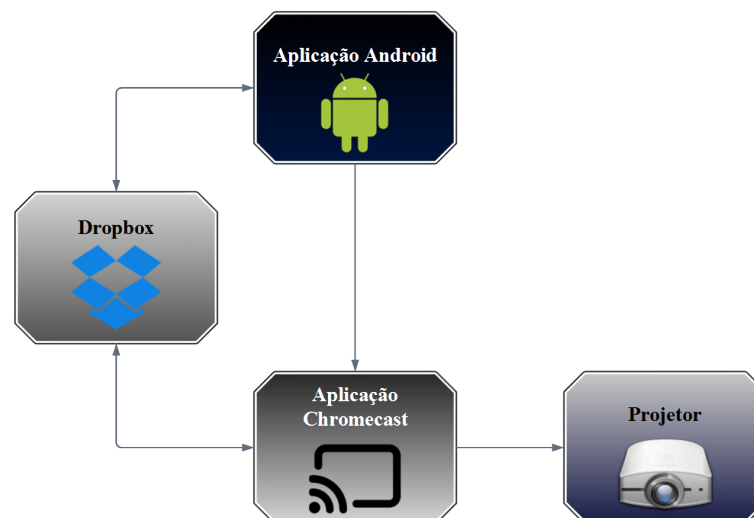 Aplicação Android
Dropbox
Aplicação
Chromecast
Projetor